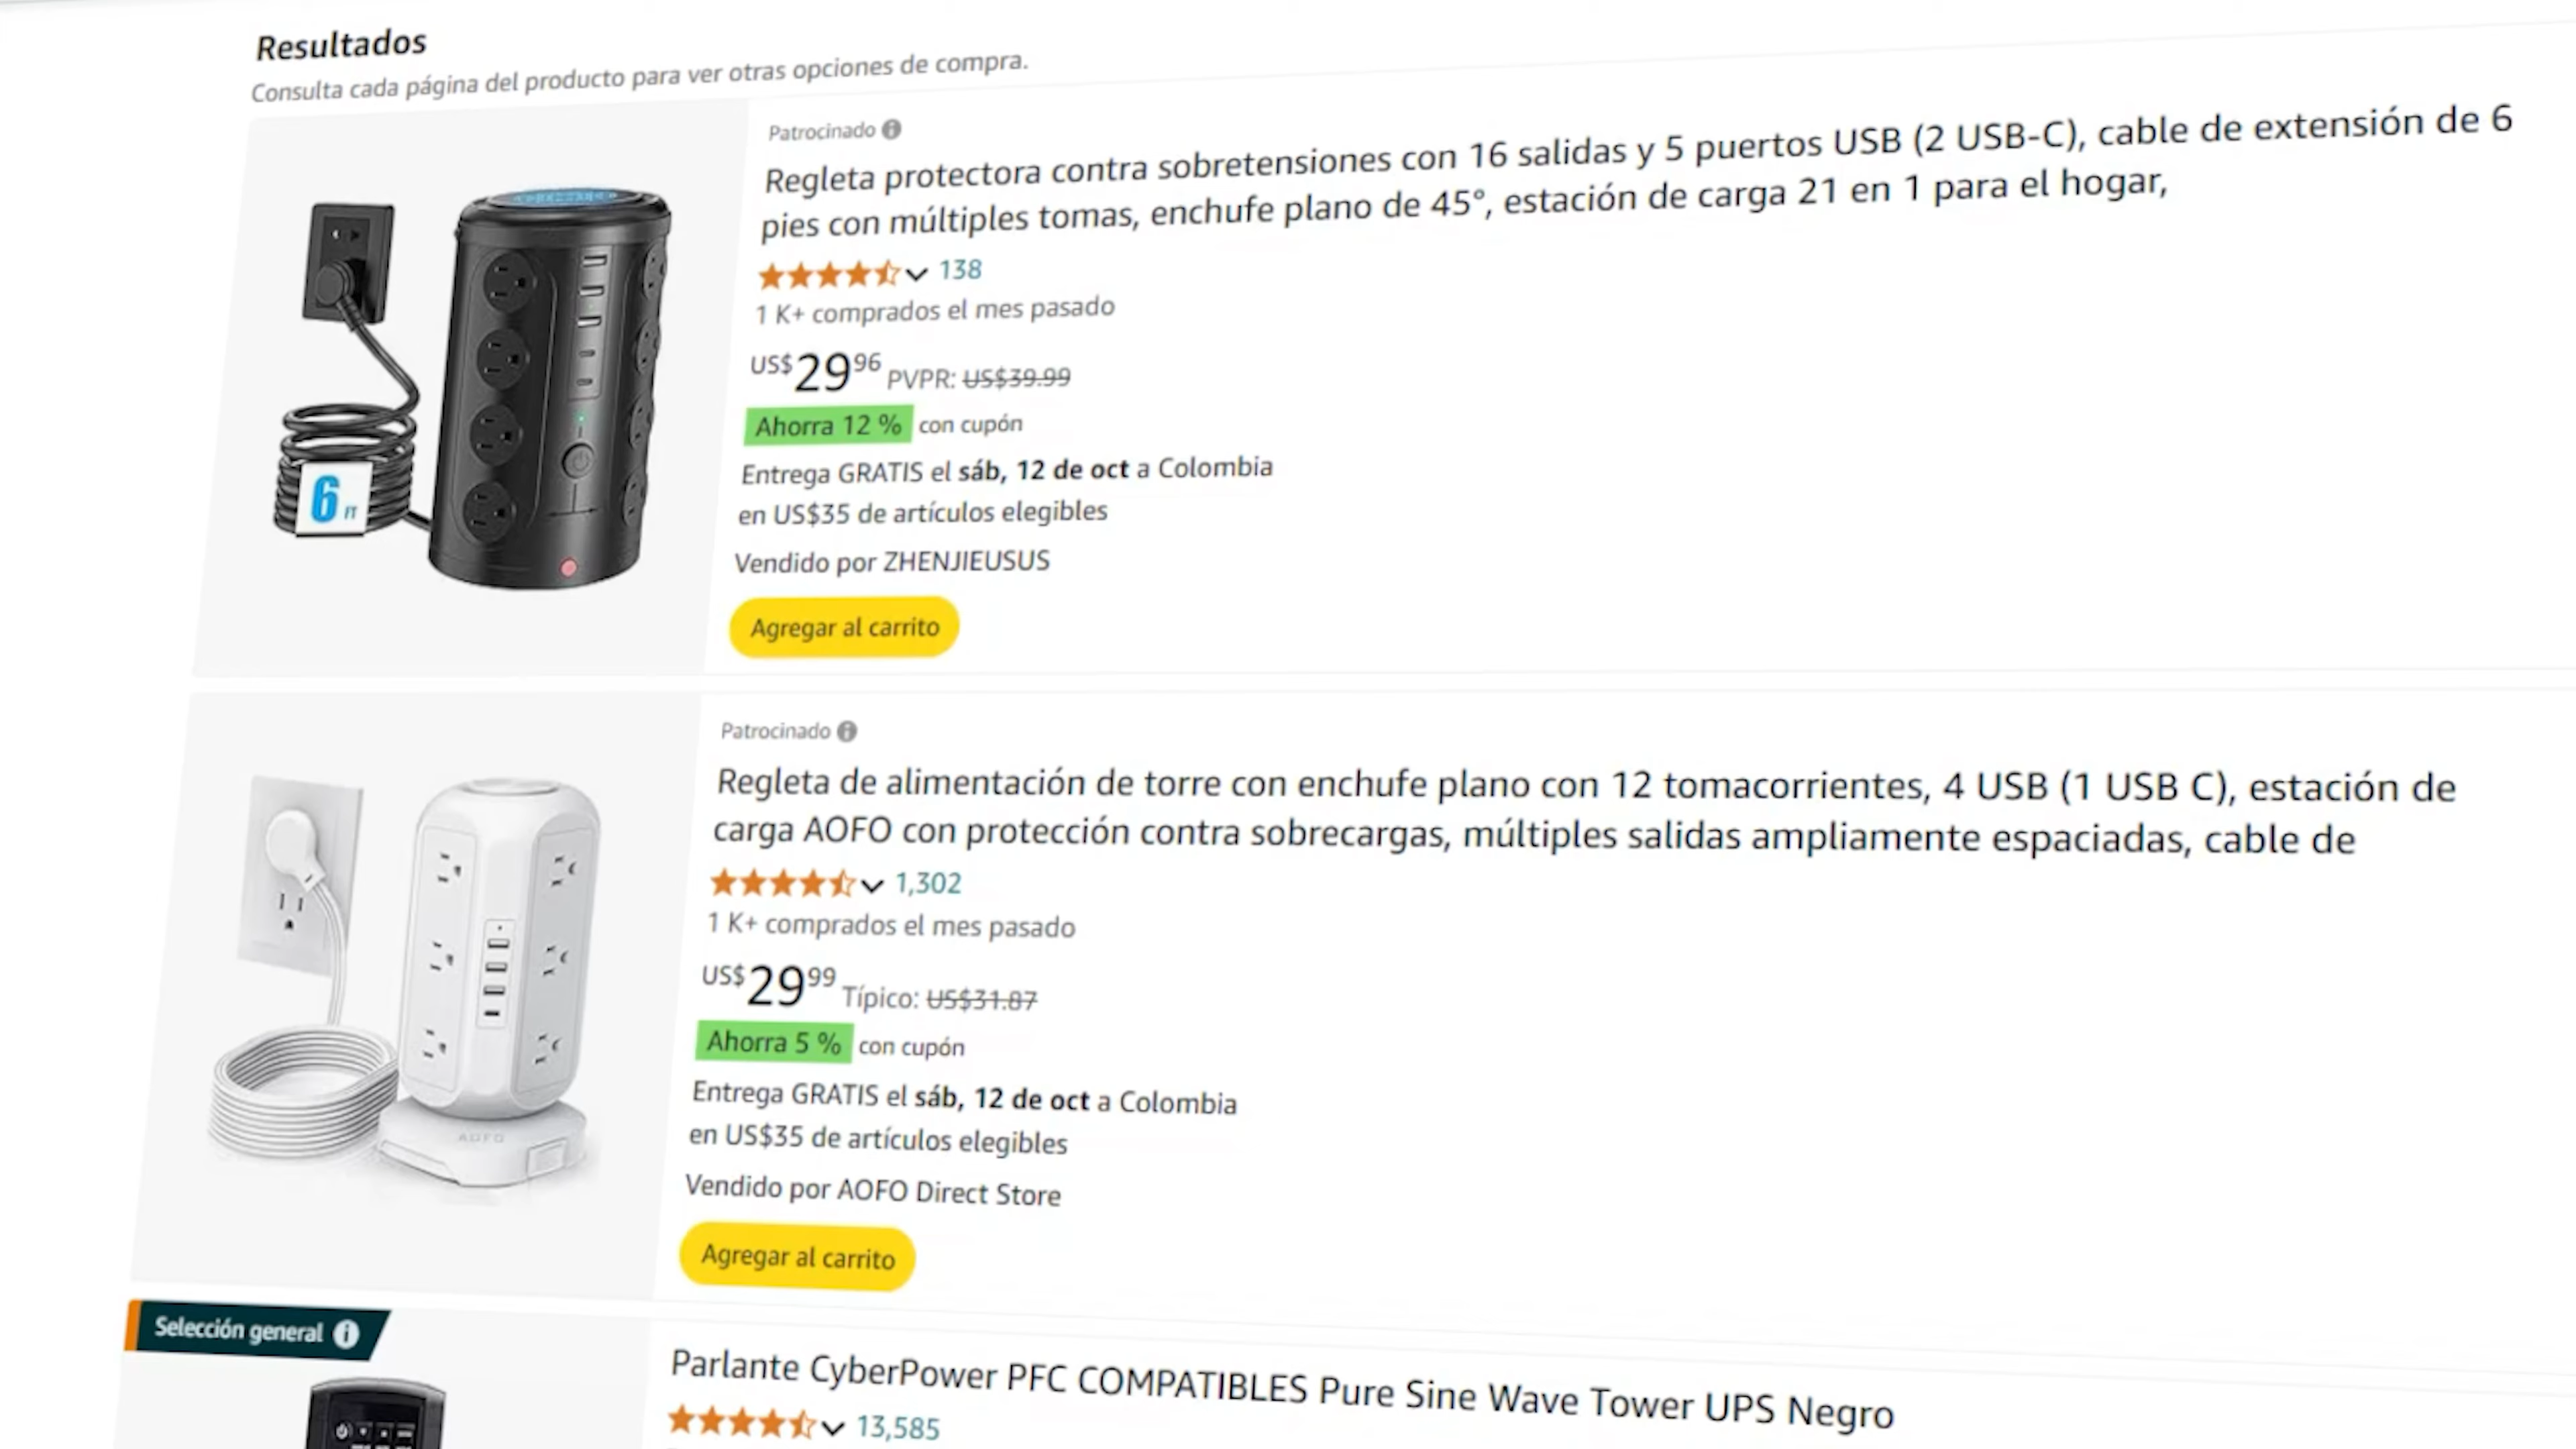 Resultados
Consulta cada página del producto para ver otras opciones de compra.
Patrocinado
Regleta protectora contra sobretensiones con 16 salidas y 5 puertos USB (2 USB-C), cable de extensión de 6
pies con múltiples tomas, enchufe plano de 45°, estación de carga 21 en 1 para el hogar,
138
1 K+ comprados el mes pasado
US$2996 PVPR: US$39.99
Ahorra 12 % con cupón
Entrega GRATIS el sáb, 12 de oct a Colombia
en US$35 de artículos elegibles
Vendido por ZHENJIEUSUS
Agregar al carrito
6 FT
Patrocinado
Regleta de alimentación de torre con enchufe plano con 12 tomacorrientes, 4 USB (1 USB C), estación de
carga AOFO con protección contra sobrecargas, múltiples salidas ampliamente espaciadas, cable de
1,302
1 K+ comprados el mes pasado
US$2999 Típico: US$31.87
Ahorra 5 % con cupón
Entrega GRATIS el sáb, 12 de oct a Colombia
en US$35 de artículos elegibles
Vendido por AOFO Direct Store
Agregar al carrito
AOFO
Selección general
Parlante CyberPower PFC COMPATIBLES Pure Sine Wave Tower UPS Negro
13,585